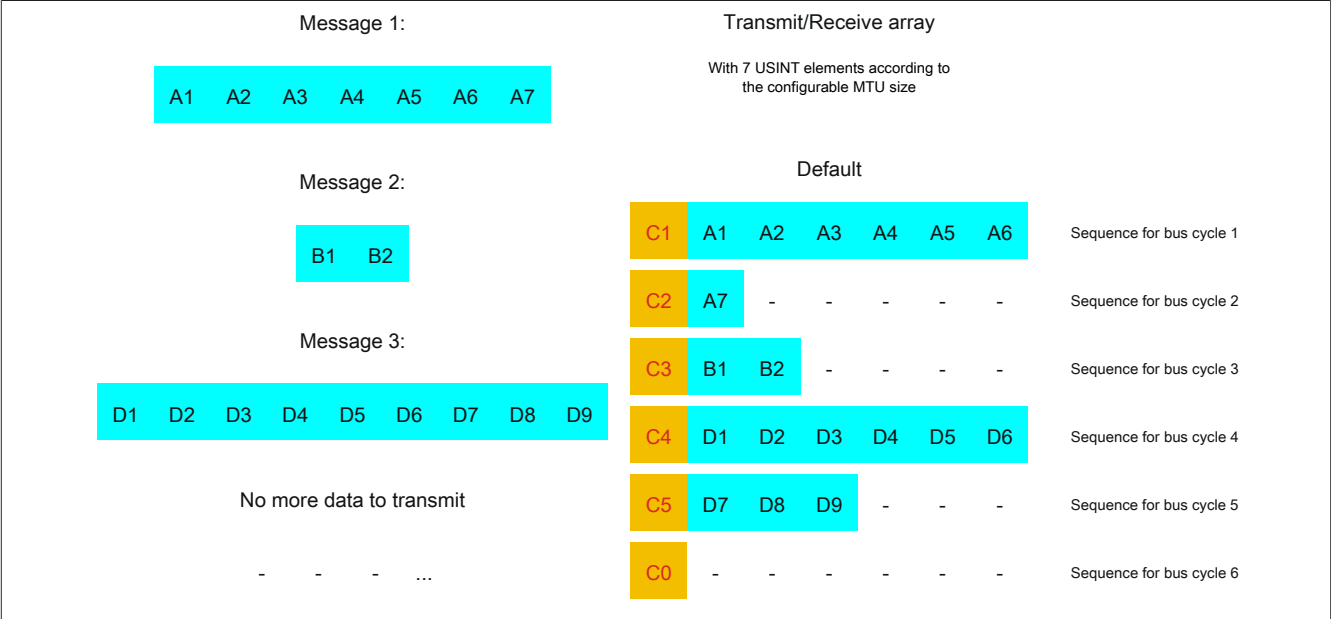 Message 1:
A1 A2 A3 A4 A5 A6 A7
Message 2:
B1 B2
Message 3:
D1 D2 D3 D4 D5 D6 D7 D8 D9
No more data to transmit
- - - ...
Transmit/Receive array
With 7 USINT elements according to
the configurable MTU size
Default
C1 A1 A2 A3 A4 A5 A6 Sequence for bus cycle 1
C2 A7 - - - - - Sequence for bus cycle 2
C3 B1 B2 - - - - Sequence for bus cycle 3
C4 D1 D2 D3 D4 D5 D6 Sequence for bus cycle 4
C5 D7 D8 D9 - - - Sequence for bus cycle 5
C0 - - - - - - Sequence for bus cycle 6